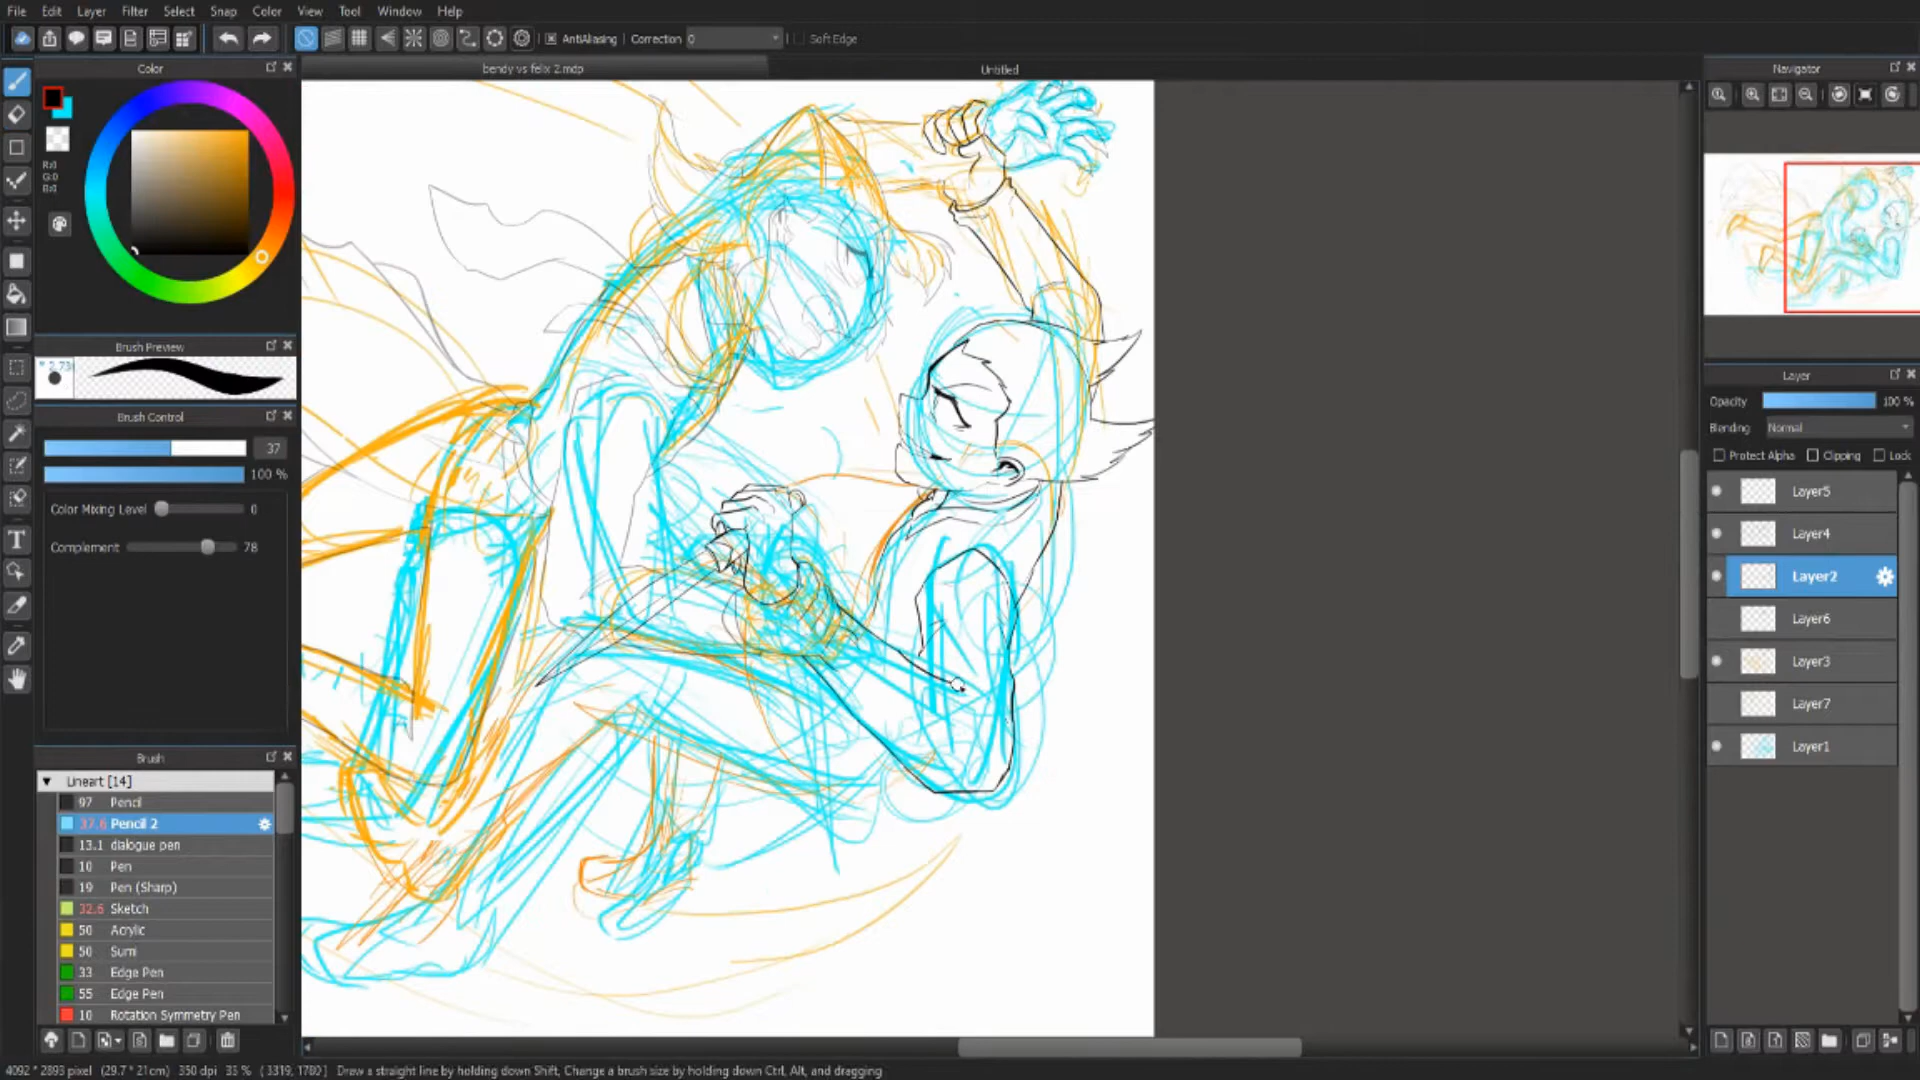 File Edit Layer Filter Select Snap Color View Tool Window Help
AntiAliasing Correction 0 Soft Edge
Color
bendy vs felix 2.mdp
Untitled
Navigator
R:0
G:0
B:0
Brush Preview
Brush Control
37
100 %
Color Mixing Level 0
Complement 78
Brush
Lineart [14]
97 Pencil
37.6 Pencil 2
13.1 dialogue pen
10 Pen
19 Pen (Sharp)
32.6 Sketch
50 Acrylic
50 Sumi
33 Edge Pen
55 Edge Pen
10 Rotation Symmetry Pen
Layer
Opacity 100 %
Blending Normal
Protect Alpha Clipping Lock
Layer5
Layer4
Layer2
Layer6
Layer3
Layer7
Layer1
4092 * 2893 pixel (29.7 * 21cm) 350 dpi 35 % ( 3319, 1780 ) Draw a straight line by holding down Shift, Change a brush size by holding down Ctrl, Alt, and dragging